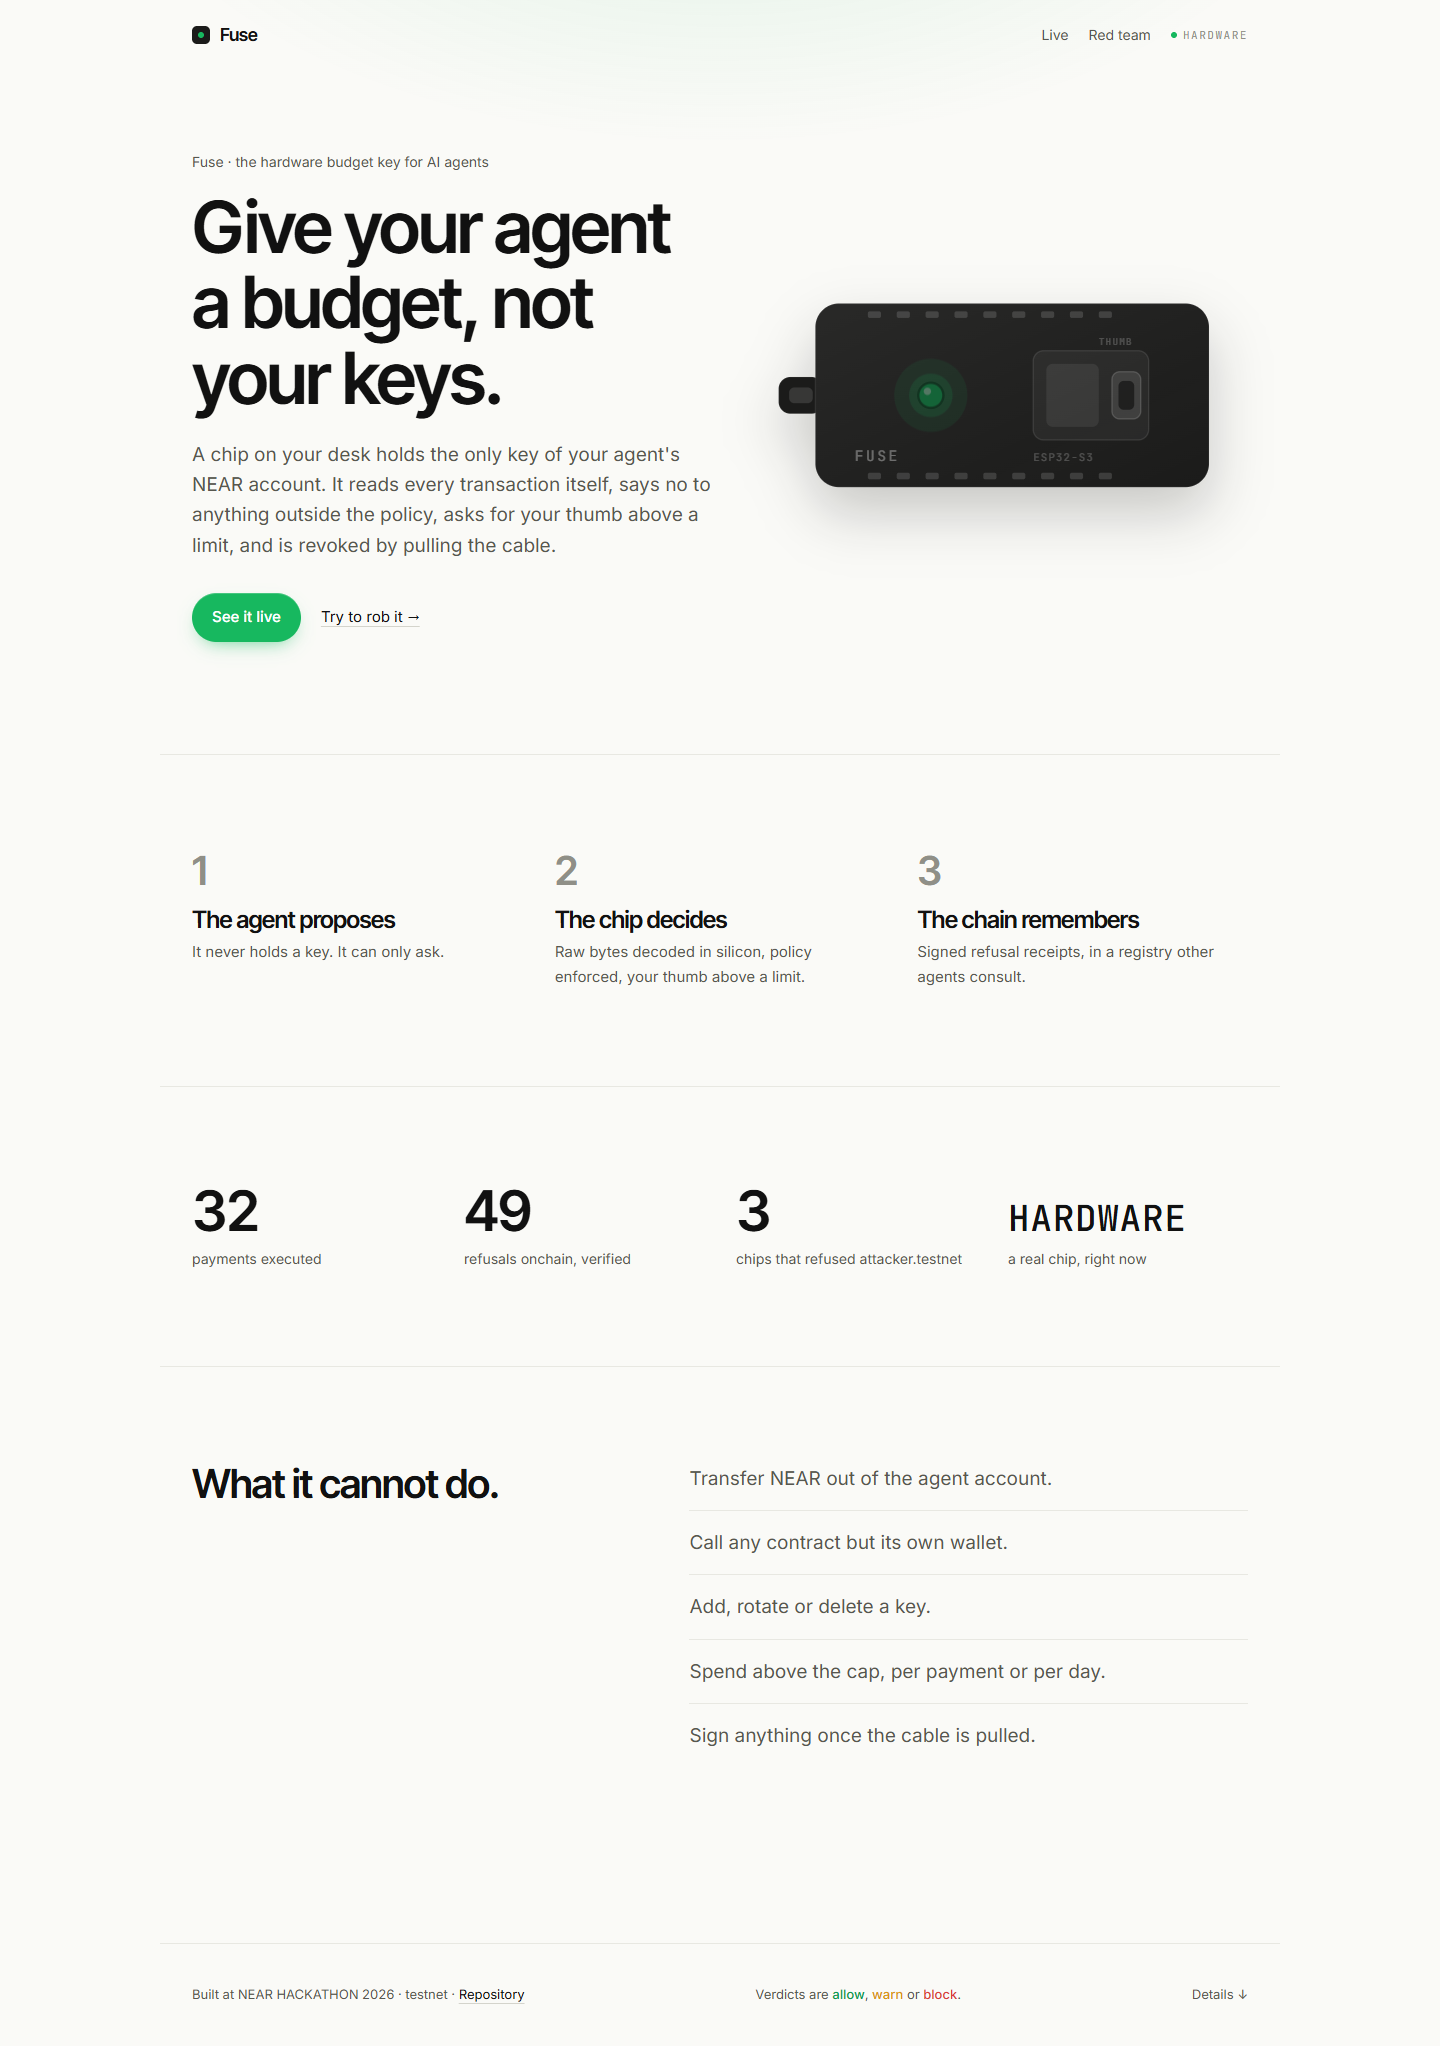 Fuse
Live
Red team
HARDWARE
Fuse · the hardware budget key for AI agents
Give your agent
a budget, not
your keys.
A chip on your desk holds the only key of your agent's
NEAR account. It reads every transaction itself, says no to
anything outside the policy, asks for your thumb above a
limit, and is revoked by pulling the cable.
See it live
Try to rob it →
THUMB
FUSE
ESP32-S3
1
The agent proposes
It never holds a key. It can only ask.
2
The chip decides
Raw bytes decoded in silicon, policy
enforced, your thumb above a limit.
3
The chain remembers
Signed refusal receipts, in a registry other
agents consult.
32
payments executed
49
refusals onchain, verified
3
chips that refused attacker.testnet
HARDWARE
a real chip, right now
What it cannot do.
Transfer NEAR out of the agent account.
Call any contract but its own wallet.
Add, rotate or delete a key.
Spend above the cap, per payment or per day.
Sign anything once the cable is pulled.
Built at NEAR HACKATHON 2026 · testnet · Repository
Verdicts are allow, warn or block.
Details ↓